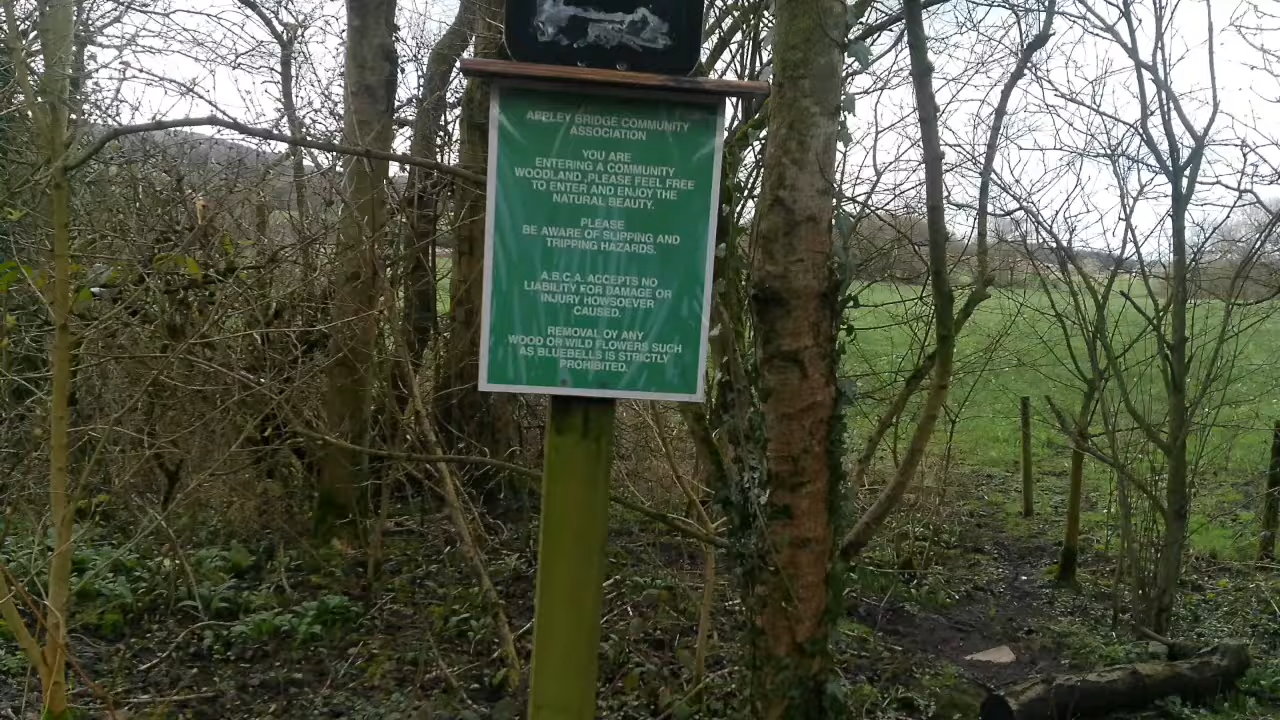 APPLEY BRIDGE COMMUNITY
ASSOCIATION
YOU ARE
ENTERING A COMMUNITY
WOODLAND ,PLEASE FEEL FREE
TO ENTER AND ENJOY THE
NATURAL BEAUTY.
PLEASE
BE AWARE OF SLIPPING AND
TRIPPING HAZARDS.
A.B.C.A. ACCEPTS NO
LIABILITY FOR DAMAGE OR
INJURY HOWSOEVER
CAUSED.
REMOVAL OY ANY
WOOD OR WILD FLOWERS SUCH
AS BLUEBELLS IS STRICTLY
PROHIBITED.